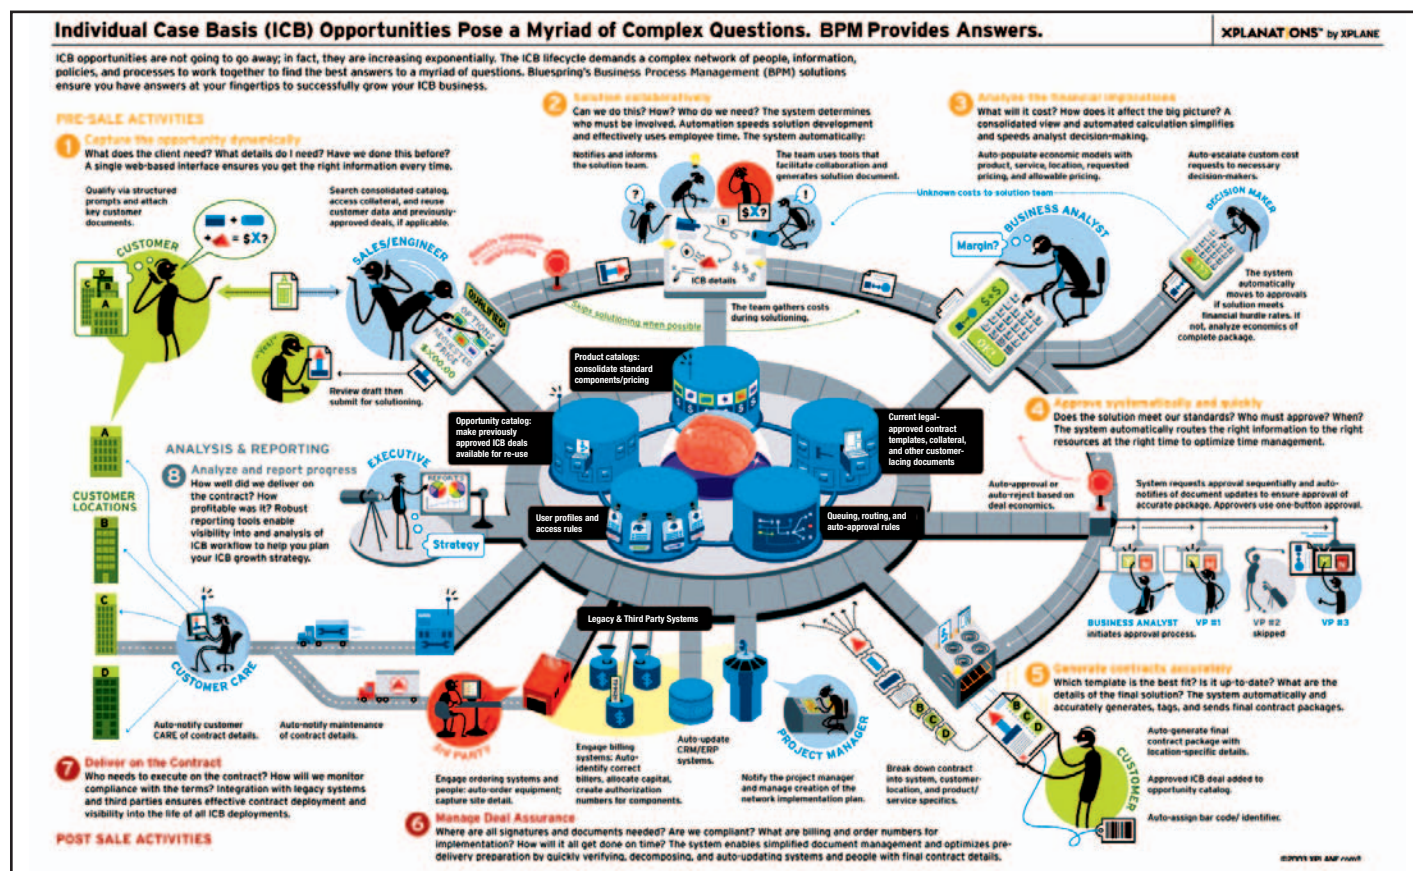 Individual Case Basis (ICB) Opportunities Pose a Myriad of Complex Questions. BPM Provides Answers.
XPLANATIONS™ by XPLANE
ICB opportunities are not going to go away; in fact, they are increasing exponentially. The ICB lifecycle demands a complex network of people, information,
policies, and processes to work together to find the best answers to a myriad of questions. Bluespring's Business Process Management (BPM) solutions
ensure you have answers at your fingertips to successfully grow your ICB business.
PRE-SALE ACTIVITIES
1 Capture the opportunity dynamically
What does the client need? What details do I need? Have we done this before?
A single web-based interface ensures you get the right information every time.
Qualify via structured
prompts and attach
key customer
documents.
Search consolidated catalog,
access collateral, and reuse
customer data and previously-
approved deals, if applicable.
CUSTOMER
+
+ = $X?
C
B
A
SALES/ENGINEER
QUALIFIED!
OPTIONS
REQUESTED
PRICE
$X00.00
"Yes!"
Review draft then
submit for solutioning.
2 Solution collaboratively
Can we do this? How? Who do we need? The system determines
who must be involved. Automation speeds solution development
and effectively uses employee time. The system automatically:
Notifies and informs
the solution team.
The team uses tools that
facilitate collaboration and
generates solution document.
?
$X?
!
ICB details
Skips solutioning when possible
The team gathers costs
during solutioning.
3 Analyze the financial implications
What will it cost? How does it affect the big picture? A
consolidated view and automated calculation simplifies
and speeds analyst decision-making.
Auto-populate economic models with
product, service, location, requested
pricing, and allowable pricing.
Auto-escalate custom cost
requests to necessary
decision-makers.
Unknown costs to solution team
DECISION MAKER
BUSINESS ANALYST
Margin?
$+$
The system
automatically
moves to approvals
if solution meets
financial hurdle rates. If
not, analyze economics of
complete package.
Product catalogs:
consolidate standard
components/pricing
Opportunity catalog:
make previously
approved ICB deals
available for re-use
Current legal-
approved contract
templates, collateral,
and other customer-
lacing documents
User profiles and
access rules
Queuing, routing, and
auto-approval rules
Legacy & Third Party Systems
4 Approve systematically and quickly
Does the solution meet our standards? Who must approve? When?
The system automatically routes the right information to the right
resources at the right time to optimize time management.
Auto-approval or
auto-reject based on
deal economics.
System requests approval sequentially and auto-
notifies of document updates to ensure approval of
accurate package. Approvers use one-button approval.
BUSINESS ANALYST
initiates approval process.
VP #1
VP #2
skipped
VP #3
ANALYSIS & REPORTING
8 Analyze and report progress
How well did we deliver on
the contract? How
profitable was it? Robust
reporting tools enable
visibility into and analysis of
ICB workflow to help you plan
your ICB growth strategy.
EXECUTIVE
REPORTS
Strategy
A
CUSTOMER
LOCATIONS
B
C
D
CUSTOMER CARE
Auto-notify customer
CARE of contract details.
Auto-notify maintenance
of contract details.
3rd PARTY
Engage ordering systems and
people: auto-order equipment;
capture site detail.
Engage billing
systems: Auto-
identify correct
billers, allocate capital,
create authorization
numbers for components.
Auto-update
CRM/ERP
systems.
PROJECT MANAGER
Notify the project manager
and manage creation of the
network implementation plan.
Break down contract
into system, customer-
location, and product/
service specifics.
B
C
D
B
C
D
5 Generate contracts accurately
Which template is the best fit? Is it up-to-date? What are the
details of the final solution? The system automatically and
accurately generates, tags, and sends final contract packages.
Auto-generate final
contract package with
location-specific details.
CUSTOMER
Approved ICB deal added to
opportunity catalog.
Auto-assign bar code/ identifier.
7 Deliver on the Contract
Who needs to execute on the contract? How will we monitor
compliance with the terms? Integration with legacy systems
and third parties ensures effective contract deployment and
visibility into the life of all ICB deployments.
POST SALE ACTIVITIES
6 Manage Deal Assurance
Where are all signatures and documents needed? Are we compliant? What are billing and order numbers for
implementation? How will it all get done on time? The system enables simplified document management and optimizes pre-
delivery preparation by quickly verifying, decomposing, and auto-updating systems and people with final contract details.
©2003 XPLANE